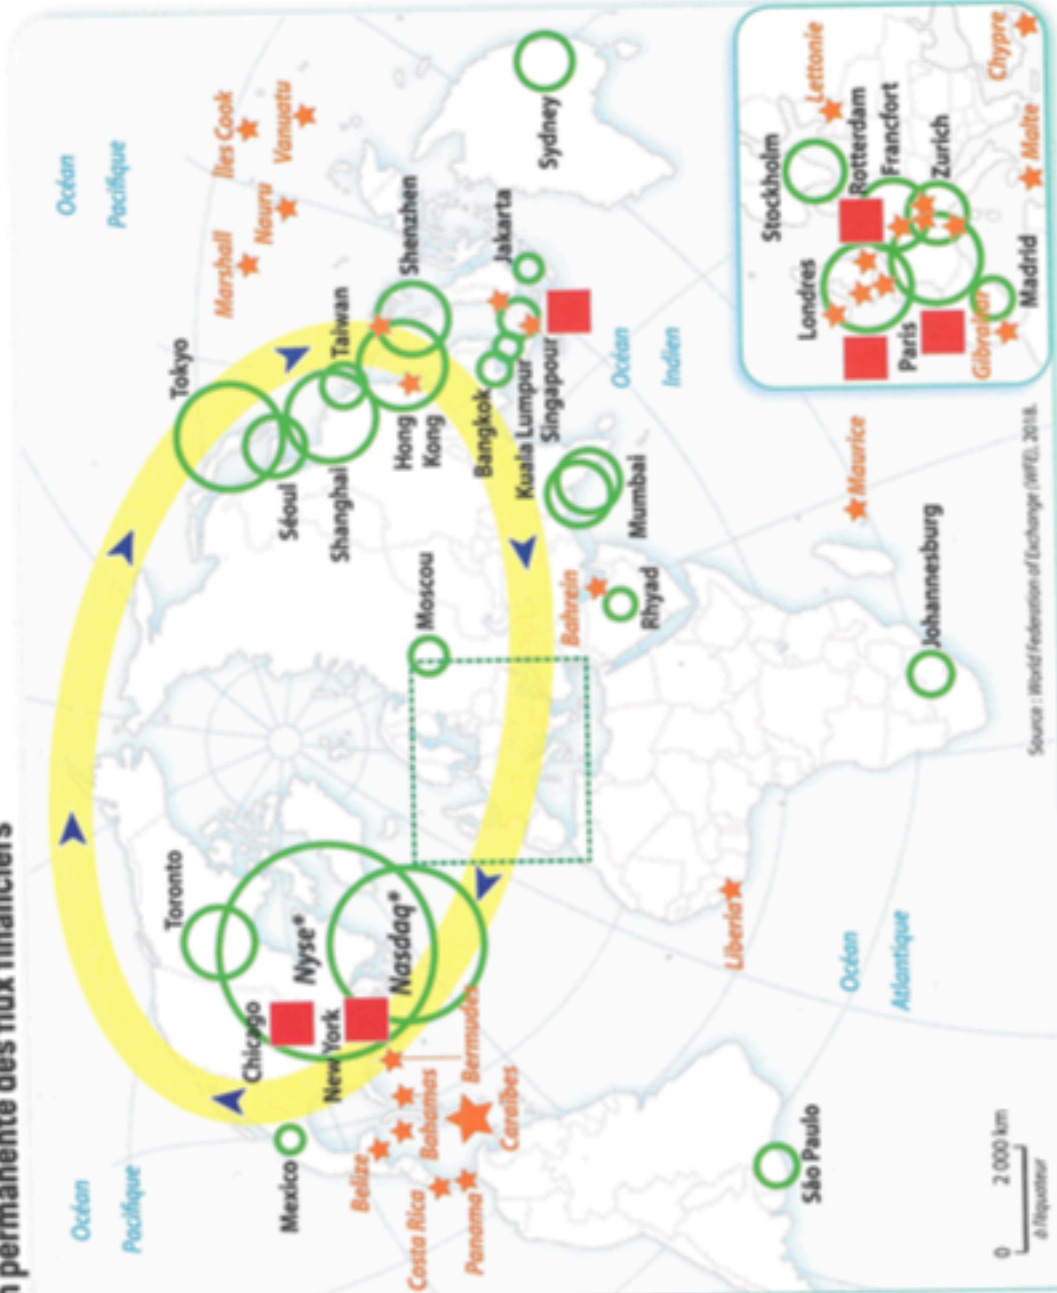 permanente des flux financiers
Océan
Pacifique
Mexico
Belize
Costa Rica
Panama
Bahamas
Caraïbes
Bermudes
Chicago
New York
Toronto
Nyse*
Nasdaq*
São Paulo
0 2 000 km
à l'équateur
Océan
Atlantique
Liberia
Moscou
Bahreïn
Rhyad
Johannesburg
Maurice
Mumbai
Tokyo
Séoul
Shanghai
Taiwan
Hong
Kong
Shenzhen
Bangkok
Kuala Lumpur
Singapour
Jakarta
Océan
Indien
Sydney
Marshall
Nauru
Îles Cook
Vanuatu
Océan
Pacifique
Stockholm
Lettonie
Londres
Rotterdam
Francfort
Zurich
Paris
Gibraltar
Madrid
Malte
Chypre
Source : World Federation of Exchange (WFE), 2018.